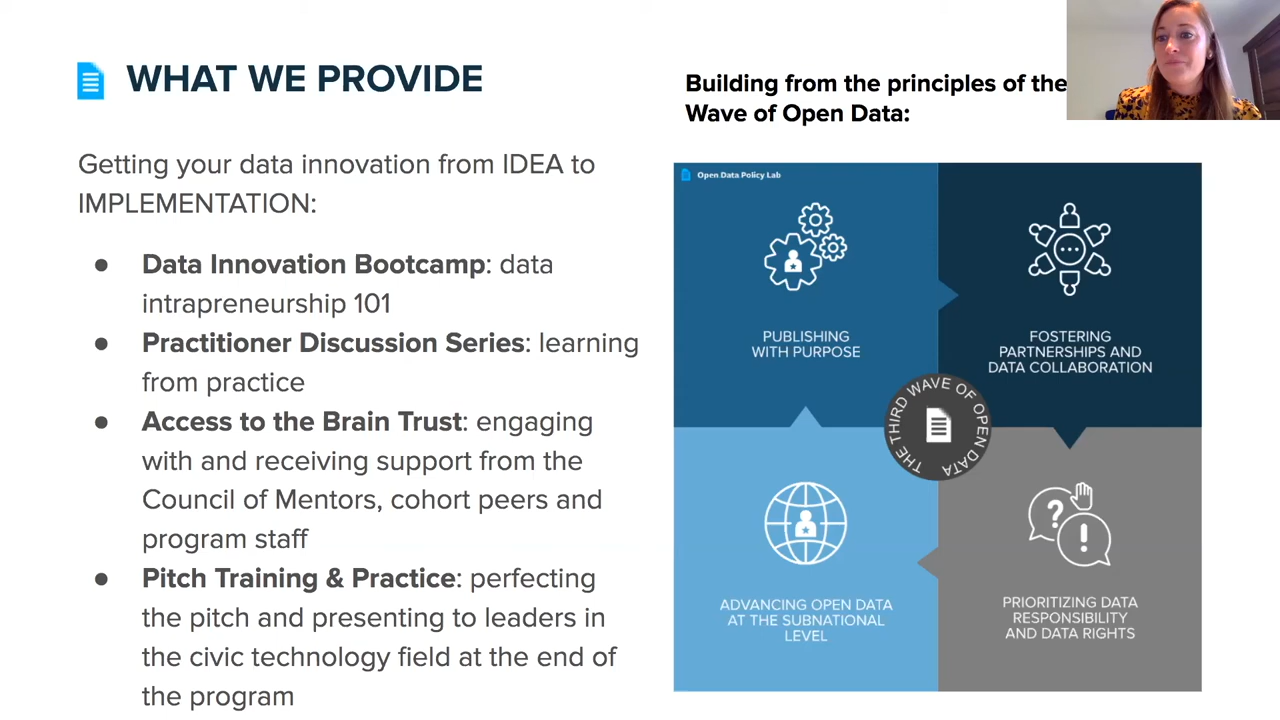 WHAT WE PROVIDE
Getting your data innovation from IDEA to
IMPLEMENTATION:
● Data Innovation Bootcamp: data
intrapreneurship 101
● Practitioner Discussion Series: learning
from practice
● Access to the Brain Trust: engaging
with and receiving support from the
Council of Mentors, cohort peers and
program staff
● Pitch Training & Practice: perfecting
the pitch and presenting to leaders in
the civic technology field at the end of
the program
Building from the principles of the
Wave of Open Data:
Open Data Policy Lab
PUBLISHING
WITH PURPOSE
FOSTERING
PARTNERSHIPS AND
DATA COLLABORATION
THE THIRD WAVE OF OPEN DATA
ADVANCING OPEN DATA
AT THE SUBNATIONAL
LEVEL
PRIORITIZING DATA
RESPONSIBILITY
AND DATA RIGHTS